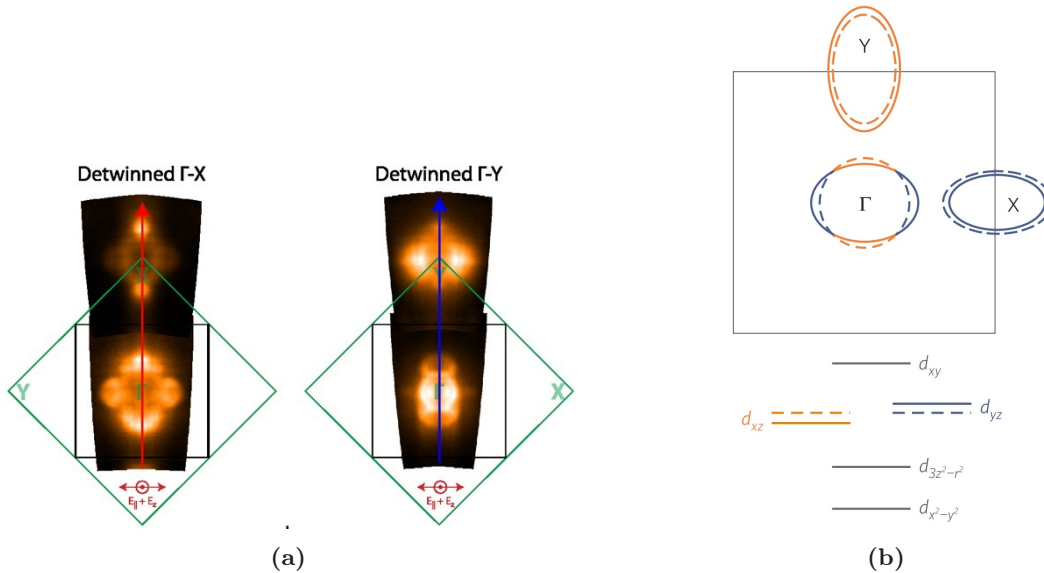 Detwinned Γ-X
Detwinned Γ-Y
Y
Γ
E∥ + Ez
Y
Γ
X
E∥ + Ez
(a)
Y
Γ
X
dxy
dxz
dyz
d3z²−r²
dx²−y²
(b)